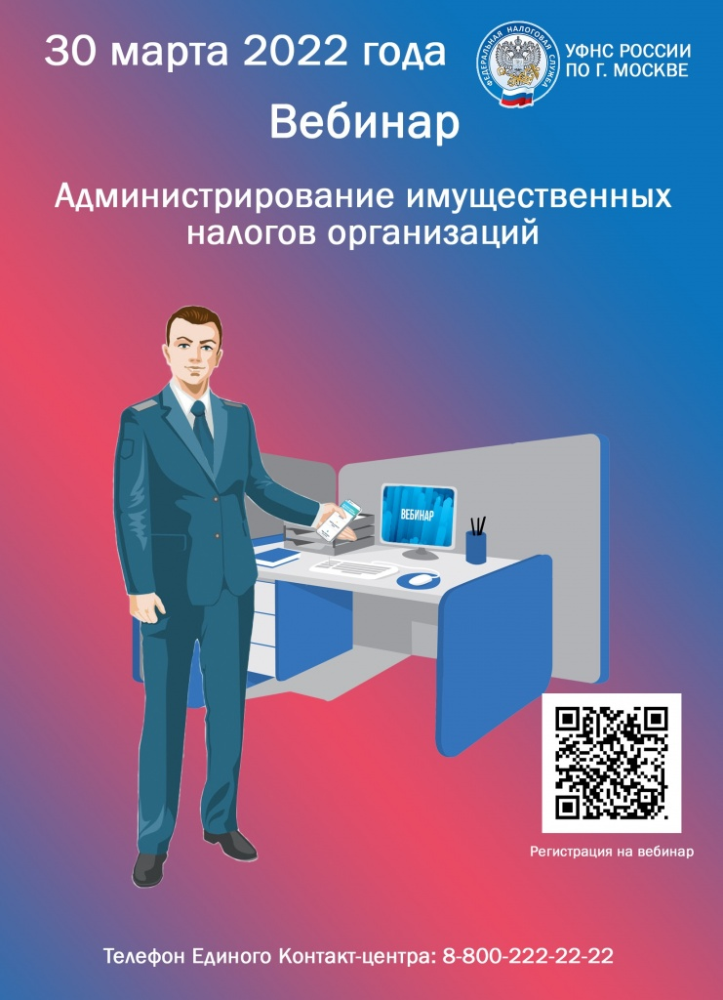 30 марта 2022 года
ФЕДЕРАЛЬНАЯ НАЛОГОВАЯ СЛУЖБА
УФНС РОССИИ
ПО Г. МОСКВЕ
Вебинар
Администрирование имущественных
налогов организаций
ВЕБИНАР
Регистрация на вебинар
Телефон Единого Контакт-центра: 8-800-222-22-22